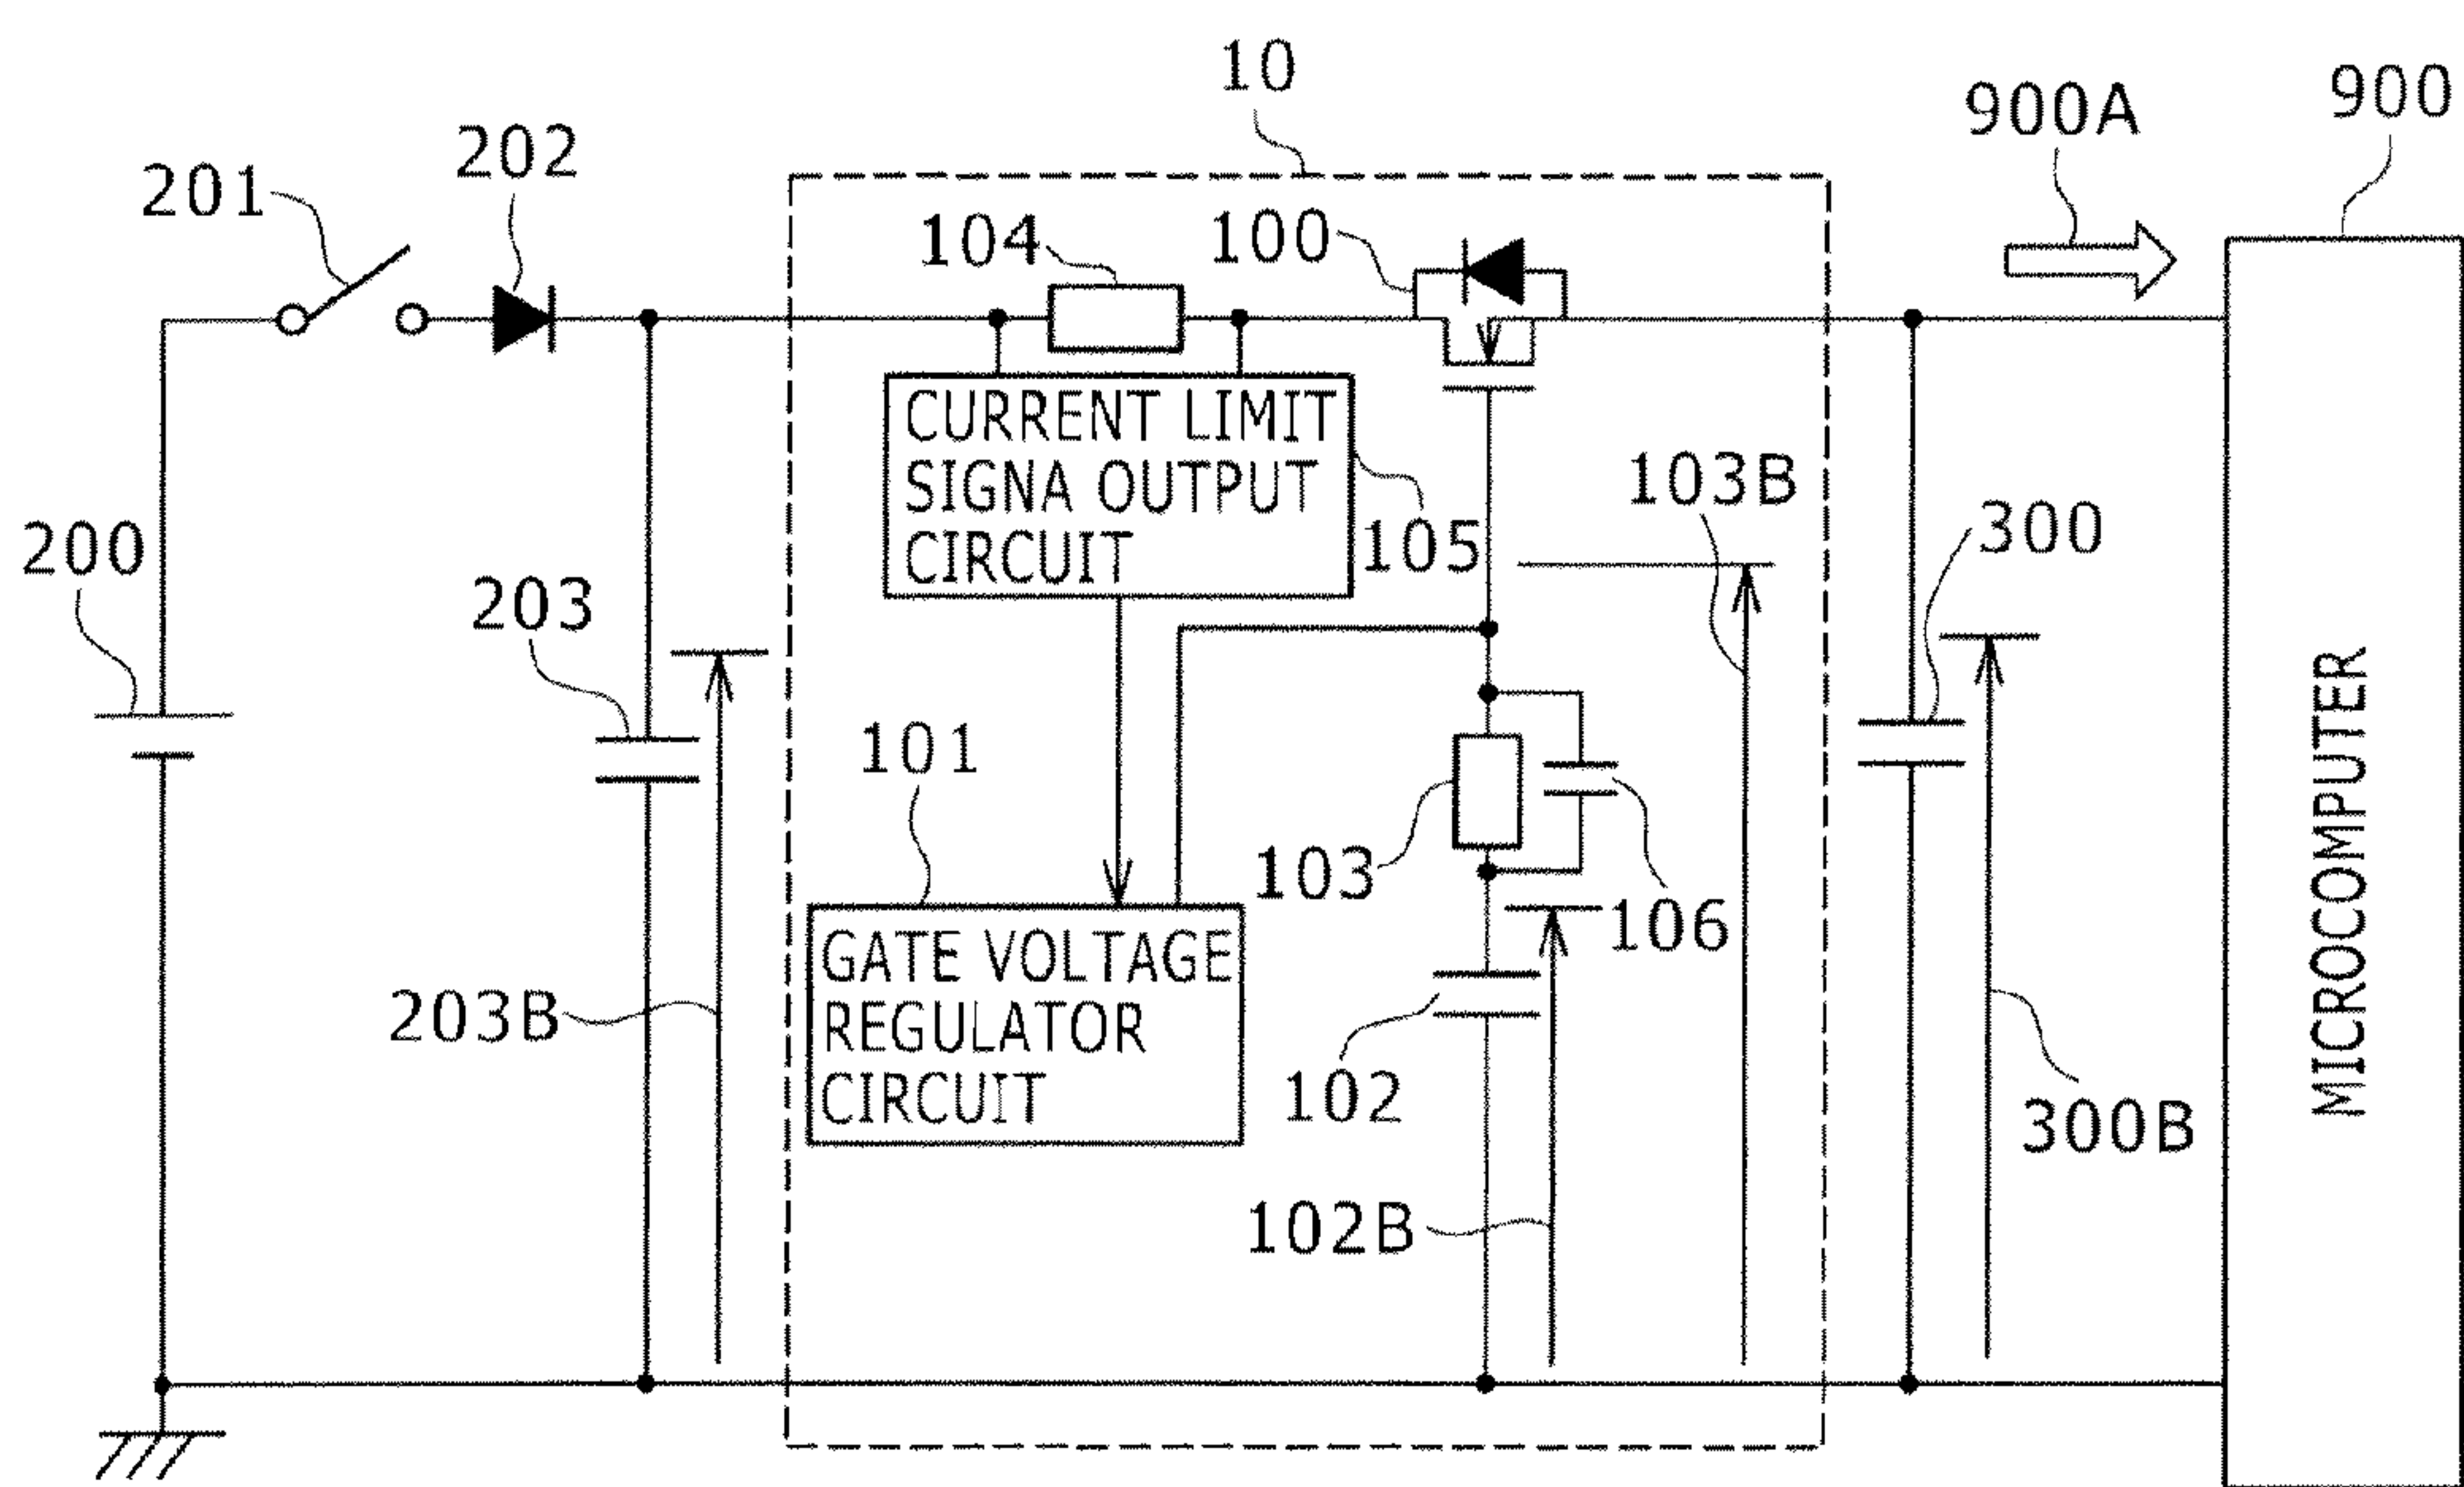 10
900A
900
201
202
104
100
CURRENT LIMIT
SIGNA OUTPUT
CIRCUIT
105
103B
300
200
203
101
103
106
GATE VOLTAGE
REGULATOR
CIRCUIT
203B
102
102B
300B
MICROCOMPUTER